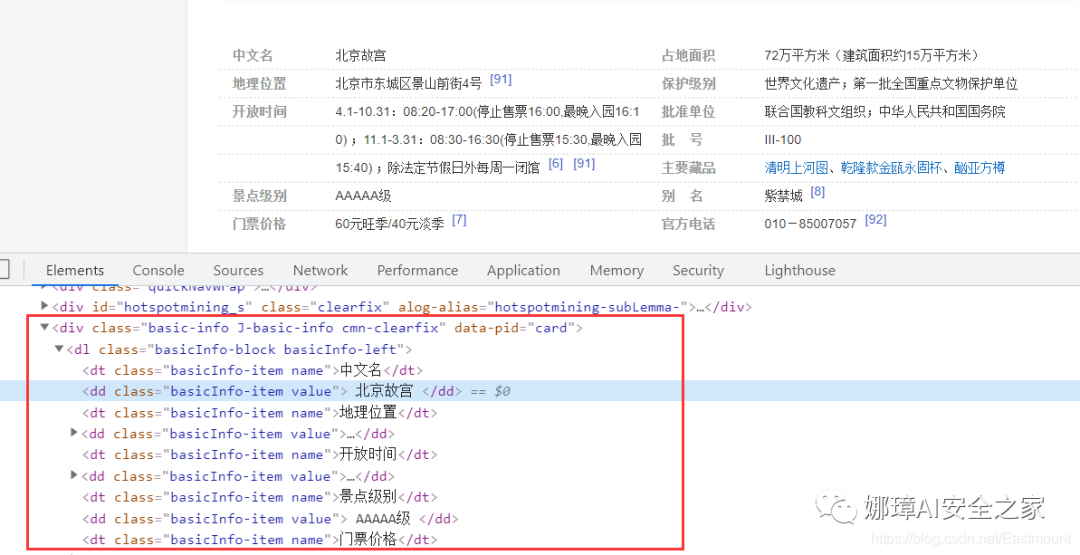 中文名 北京故宫 占地面积 72万平方米（建筑面积约15万平方米）
地理位置 北京市东城区景山前街4号 [91] 保护级别 世界文化遗产；第一批全国重点文物保护单位
开放时间 4.1-10.31：08:20-17:00(停止售票16:00,最晚入园16:1 批准单位 联合国教科文组织；中华人民共和国国务院
0)；11.1-3.31：08:30-16:30(停止售票15:30,最晚入园 批 号 III-100
15:40)；除法定节假日外每周一闭馆 [6] [91] 主要藏品 清明上河图、乾隆款金瓯永固杯、酗亚方樽
景点级别 AAAAA级 别 名 紫禁城 [8]
门票价格 60元旺季/40元淡季 [7] 官方电话 010－85007057 [92]
Elements Console Sources Network Performance Application Memory Security Lighthouse
<div class="quickNavWrap">…</div>
<div id="hotspotmining_s" class="clearfix" alog-alias="hotspotmining-subLemma-">…</div>
<div class="basic-info J-basic-info cmn-clearfix" data-pid="card">
<dl class="basicInfo-block basicInfo-left">
<dt class="basicInfo-item name">中文名</dt>
<dd class="basicInfo-item value"> 北京故宫 </dd> == $0
<dt class="basicInfo-item name">地理位置</dt>
<dd class="basicInfo-item value">…</dd>
<dt class="basicInfo-item name">开放时间</dt>
<dd class="basicInfo-item value">…</dd>
<dt class="basicInfo-item name">景点级别</dt>
<dd class="basicInfo-item value"> AAAAA级 </dd>
<dt class="basicInfo-item name">门票价格</dt>
娜璋AI安全之家
https://blog.csdn.net/Eastmount